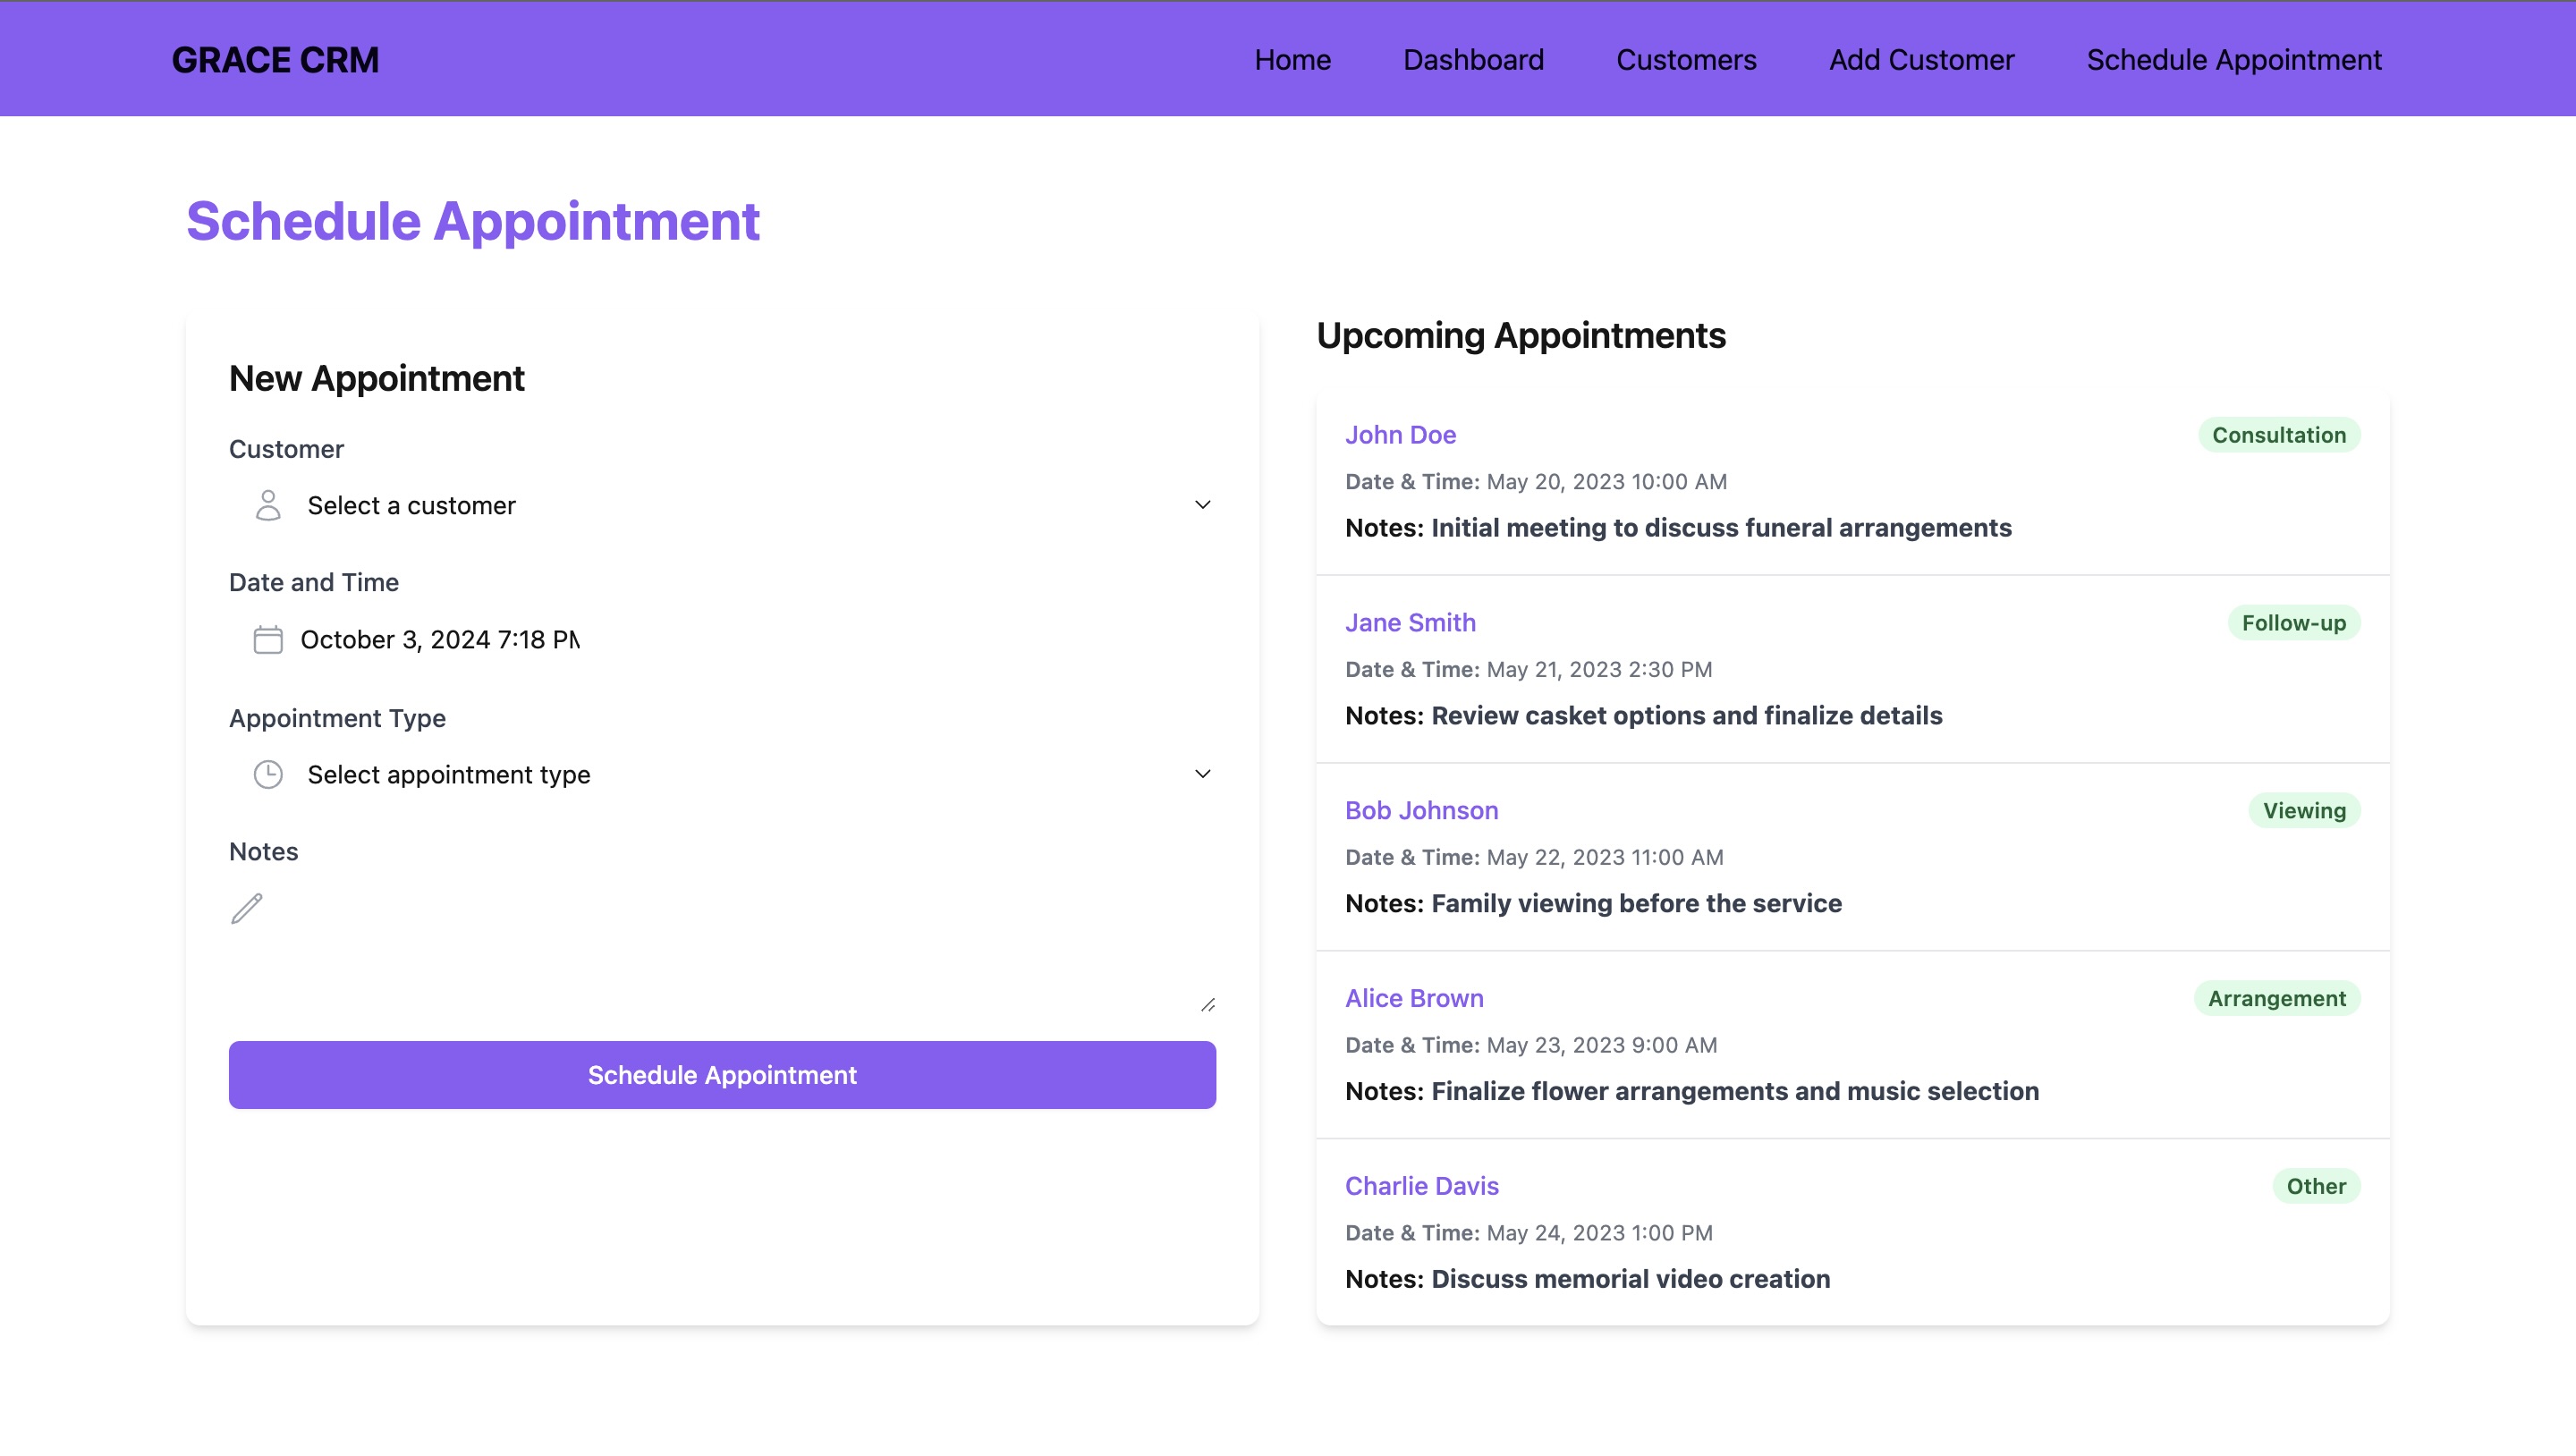 GRACE CRM
Home Dashboard Customers Add Customer Schedule Appointment
Schedule Appointment
New Appointment
Customer
Select a customer
Date and Time
October 3, 2024 7:18 PM
Appointment Type
Select appointment type
Notes
Schedule Appointment
Upcoming Appointments
John Doe Consultation
Date & Time: May 20, 2023 10:00 AM
Notes: Initial meeting to discuss funeral arrangements
Jane Smith Follow-up
Date & Time: May 21, 2023 2:30 PM
Notes: Review casket options and finalize details
Bob Johnson Viewing
Date & Time: May 22, 2023 11:00 AM
Notes: Family viewing before the service
Alice Brown Arrangement
Date & Time: May 23, 2023 9:00 AM
Notes: Finalize flower arrangements and music selection
Charlie Davis Other
Date & Time: May 24, 2023 1:00 PM
Notes: Discuss memorial video creation